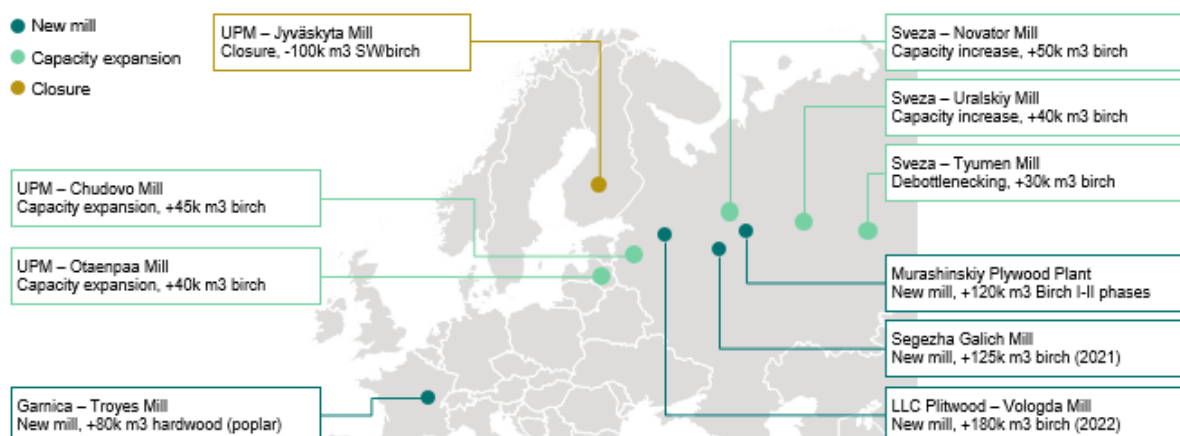 New mill
Capacity expansion
Closure
UPM – Jyväskyta Mill
Closure, -100k m3 SW/birch
UPM – Chudovo Mill
Capacity expansion, +45k m3 birch
UPM – Otaenpaa Mill
Capacity expansion, +40k m3 birch
Garnica – Troyes Mill
New mill, +80k m3 hardwood (poplar)
Sveza – Novator Mill
Capacity increase, +50k m3 birch
Sveza – Uralskiy Mill
Capacity increase, +40k m3 birch
Sveza – Tyumen Mill
Debottlenecking, +30k m3 birch
Murashinskiy Plywood Plant
New mill, +120k m3 Birch I-II phases
Segezha Galich Mill
New mill, +125k m3 birch (2021)
LLC Plitwood – Vologda Mill
New mill, +180k m3 birch (2022)